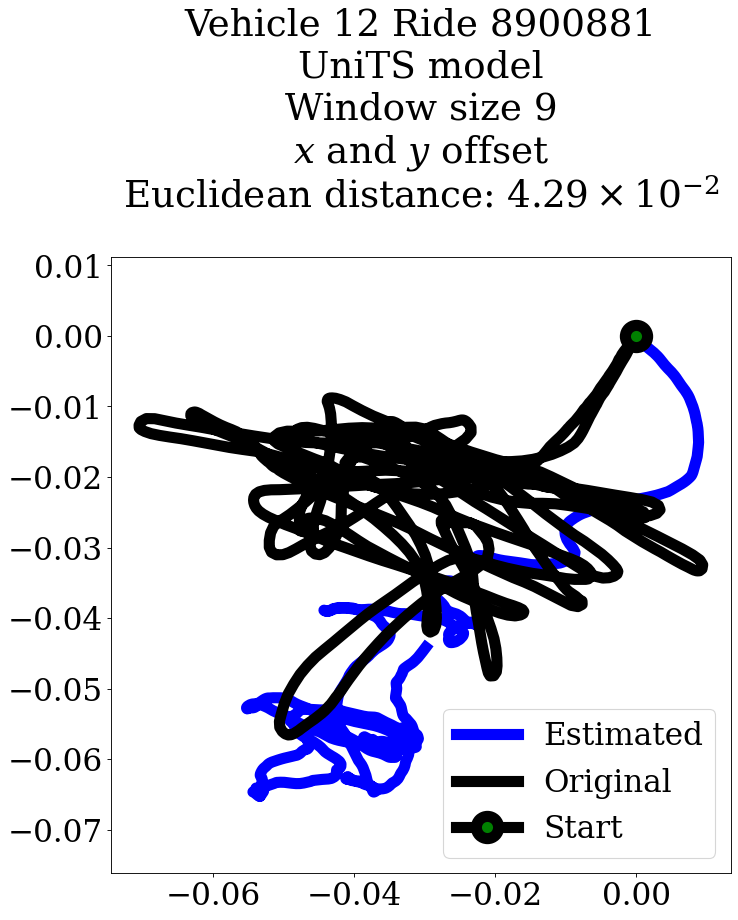 Vehicle 12 Ride 8900881
UniTS model
Window size 9
x and y offset
Euclidean distance: 4.29 × 10⁻²
0.01
0.00
−0.01
−0.02
−0.03
−0.04
−0.05
−0.06
−0.07
Estimated
Original
Start
−0.06 −0.04 −0.02 0.00